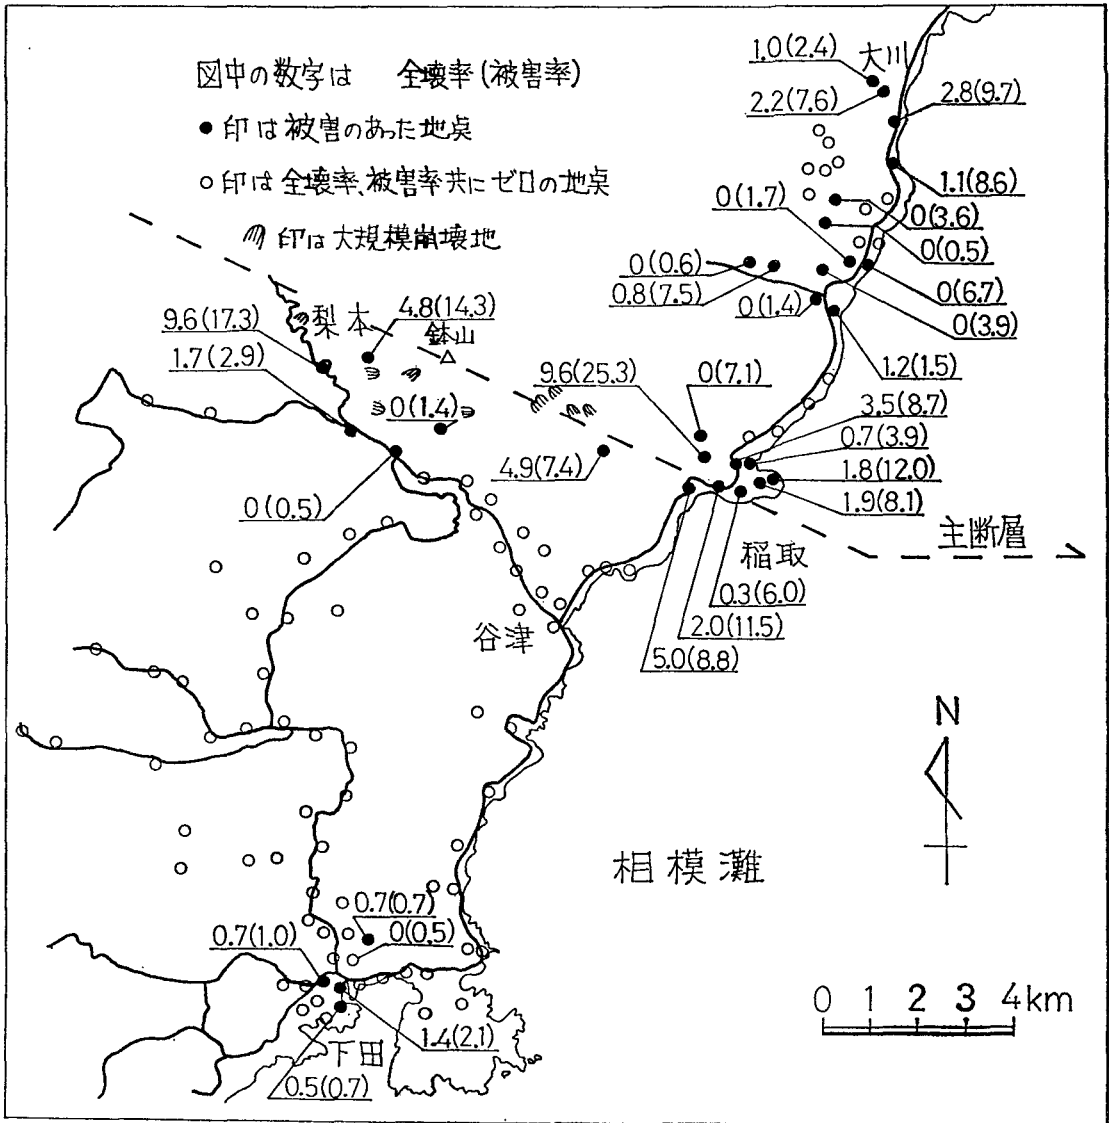 図中の数字は 全壊率(被害率)
●印は被害のあった地点
○印は全壊率、被害率共にゼロの地点
印は大規模崩壊地
1.0(2.4)
大川
2.2(7.6)
2.8(9.7)
1.1(8.6)
0(1.7)
0(3.6)
0(0.5)
0(0.6)
0.8(7.5)
0(6.7)
0(1.4)
0(3.9)
1.2(1.5)
梨本
4.8(14.3)
9.6(17.3)
鉢山
1.7(2.9)
0(1.4)
9.6(25.3)
0(7.1)
3.5(8.7)
0.7(3.9)
1.8(12.0)
1.9(8.1)
4.9(7.4)
0(0.5)
主断層
稲取
0.3(6.0)
2.0(11.5)
5.0(8.8)
谷津
N
相模灘
0.7(0.7)
0(0.5)
0.7(1.0)
1.4(2.1)
下田
0.5(0.7)
0 1 2 3 4km